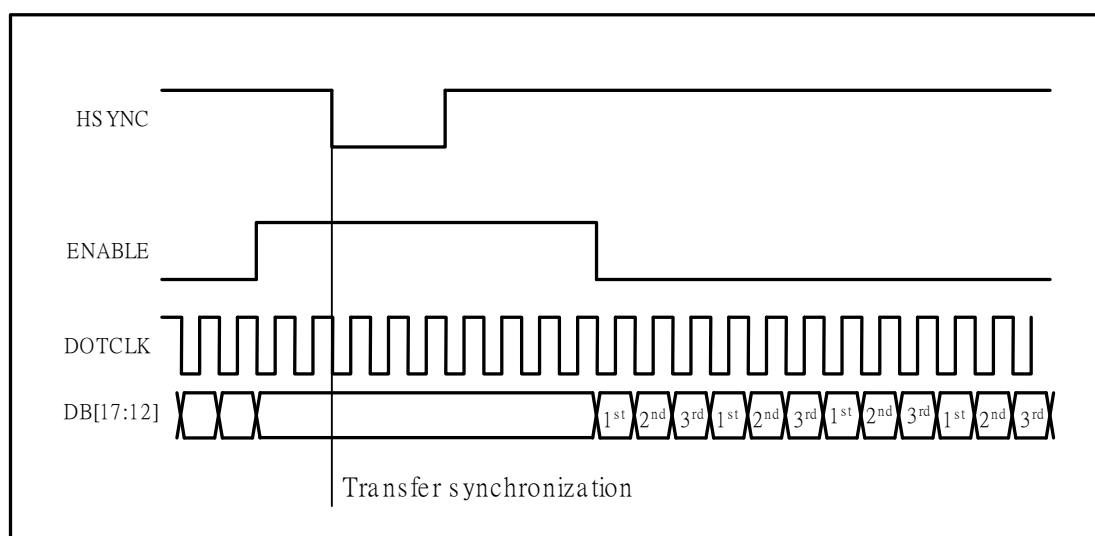 HSYNC
ENABLE
DOTCLK
DB[17:12]
1st 2nd 3rd 1st 2nd 3rd 1st 2nd 3rd 1st 2nd 3rd
Transfer synchronization